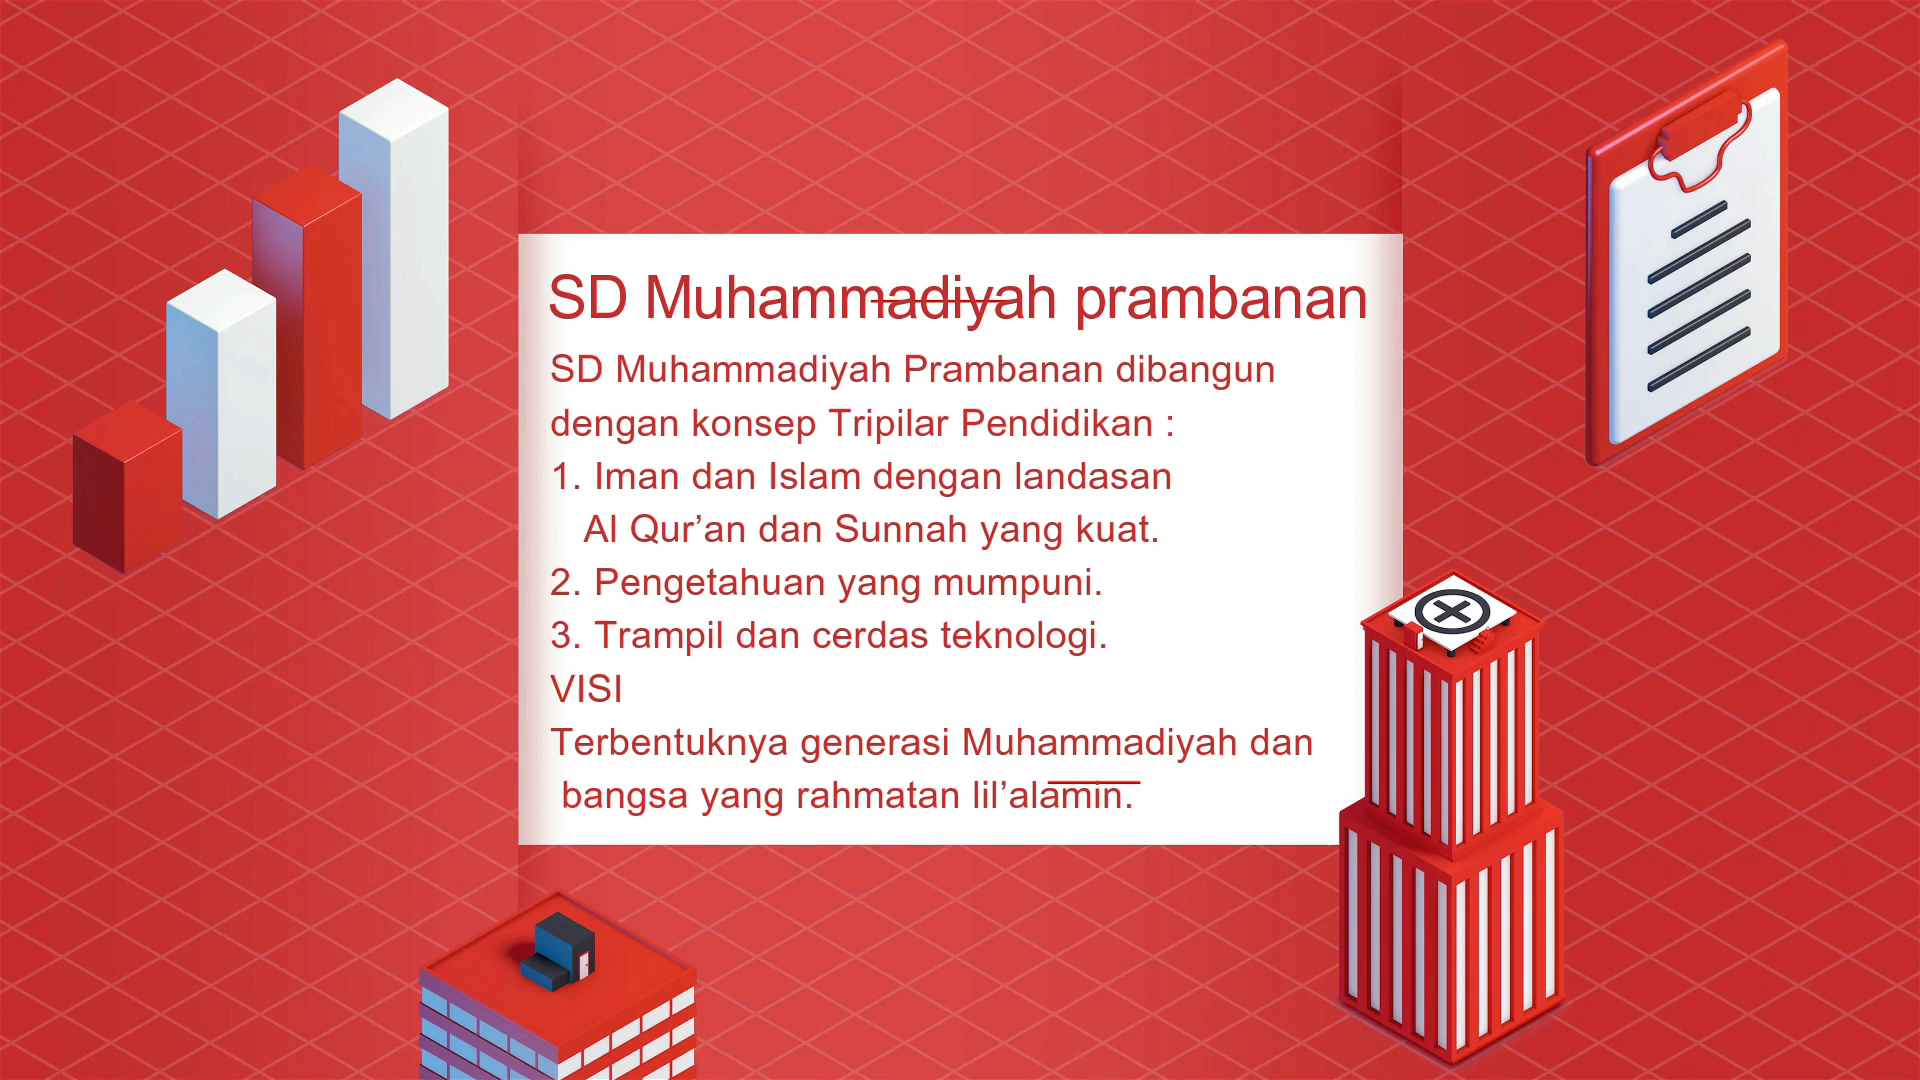 SD Muhammadiyah prambanan
SD Muhammadiyah Prambanan dibangun
dengan konsep Tripilar Pendidikan :
1. Iman dan Islam dengan landasan
Al Qur’an dan Sunnah yang kuat.
2. Pengetahuan yang mumpuni.
3. Trampil dan cerdas teknologi.
VISI
Terbentuknya generasi Muhammadiyah dan
bangsa yang rahmatan lil’alamin.